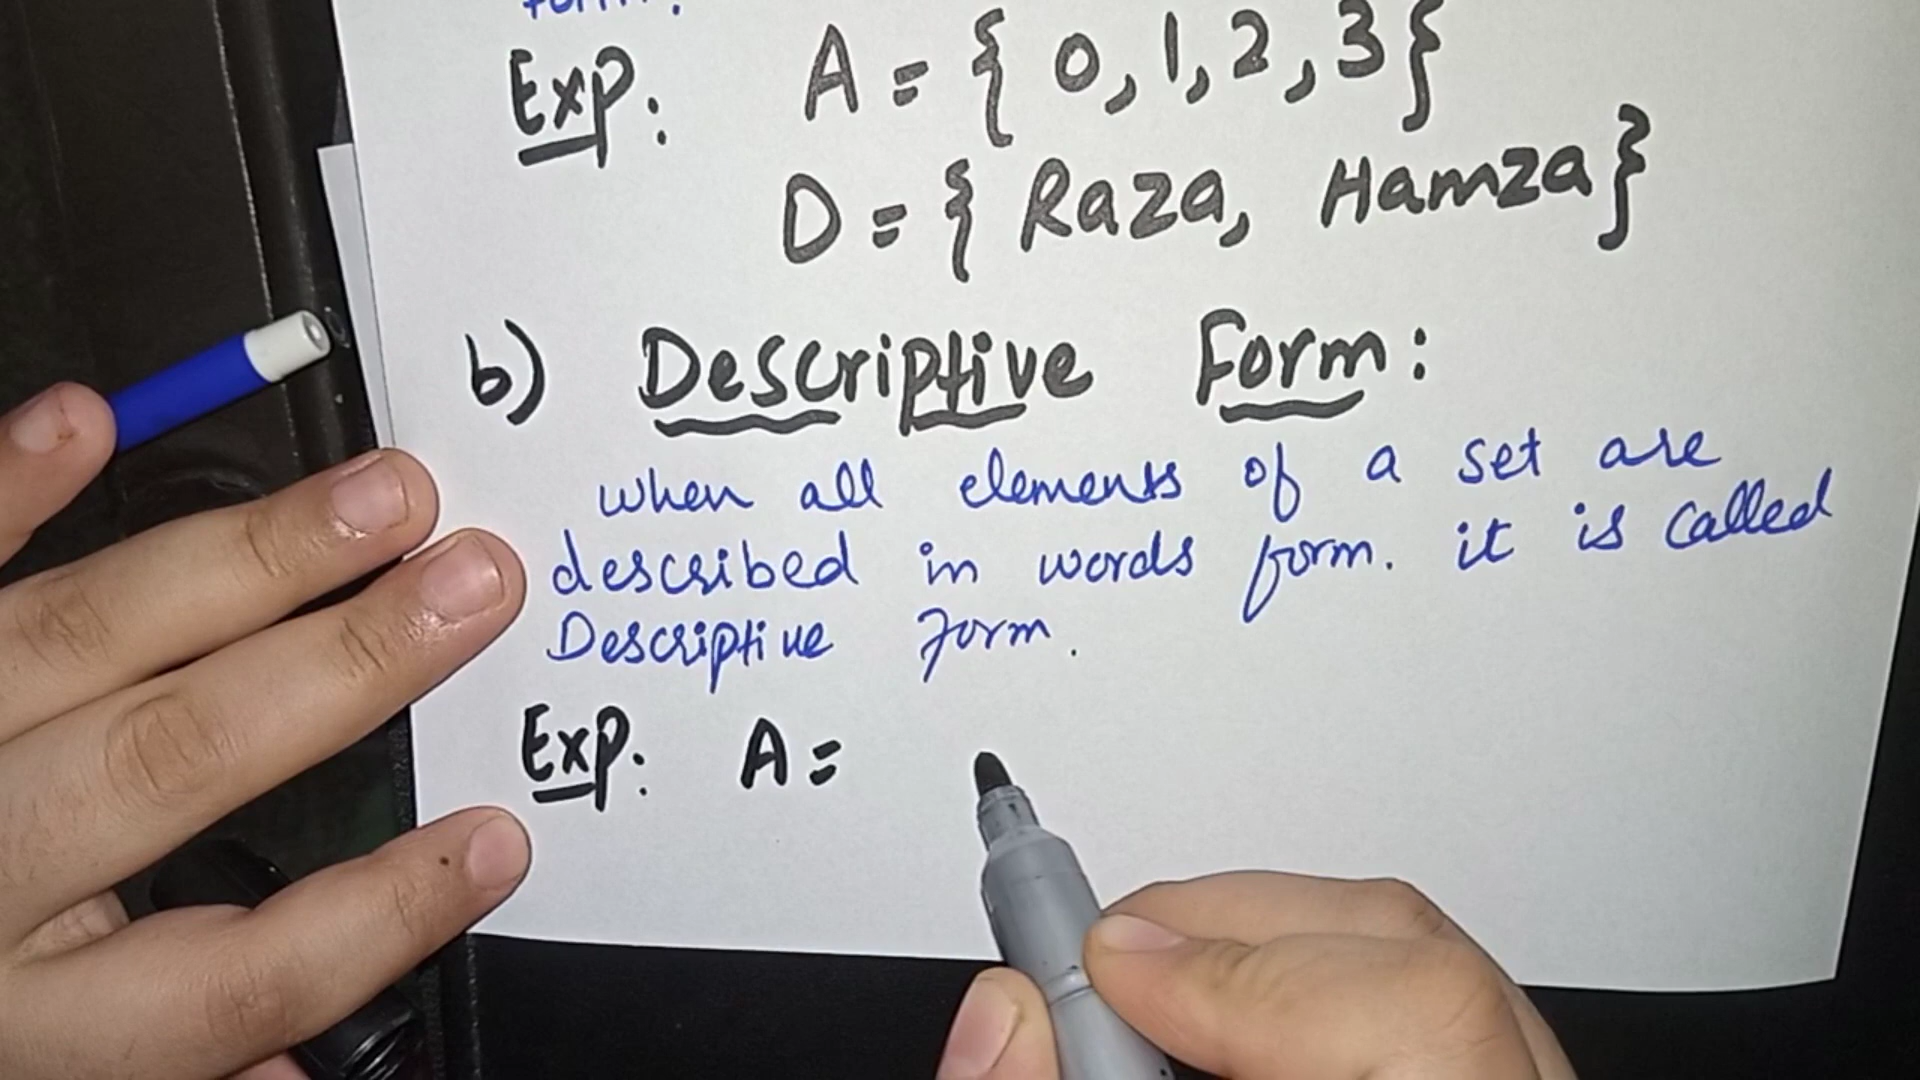 Exp: A = { 0, 1, 2, 3 }
D = { Raza, Hamza }
b) Descriptive Form:
when all elements of a set are
described in words form. it is called
Descriptive Form.
Exp: A =